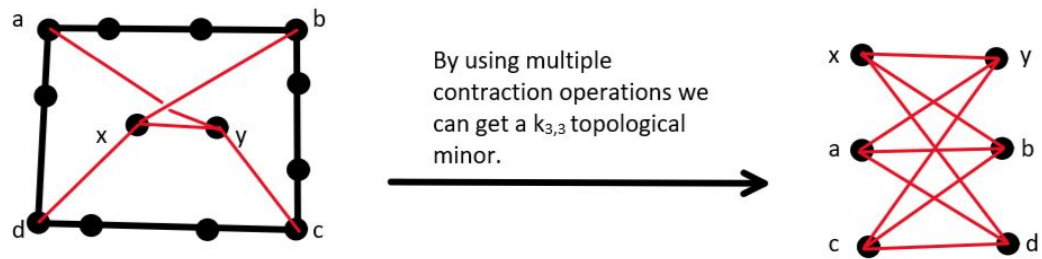 a
b
x
y
d
c
By using multiple
contraction operations we
can get a k3,3 topological
minor.
x
y
a
b
c
d